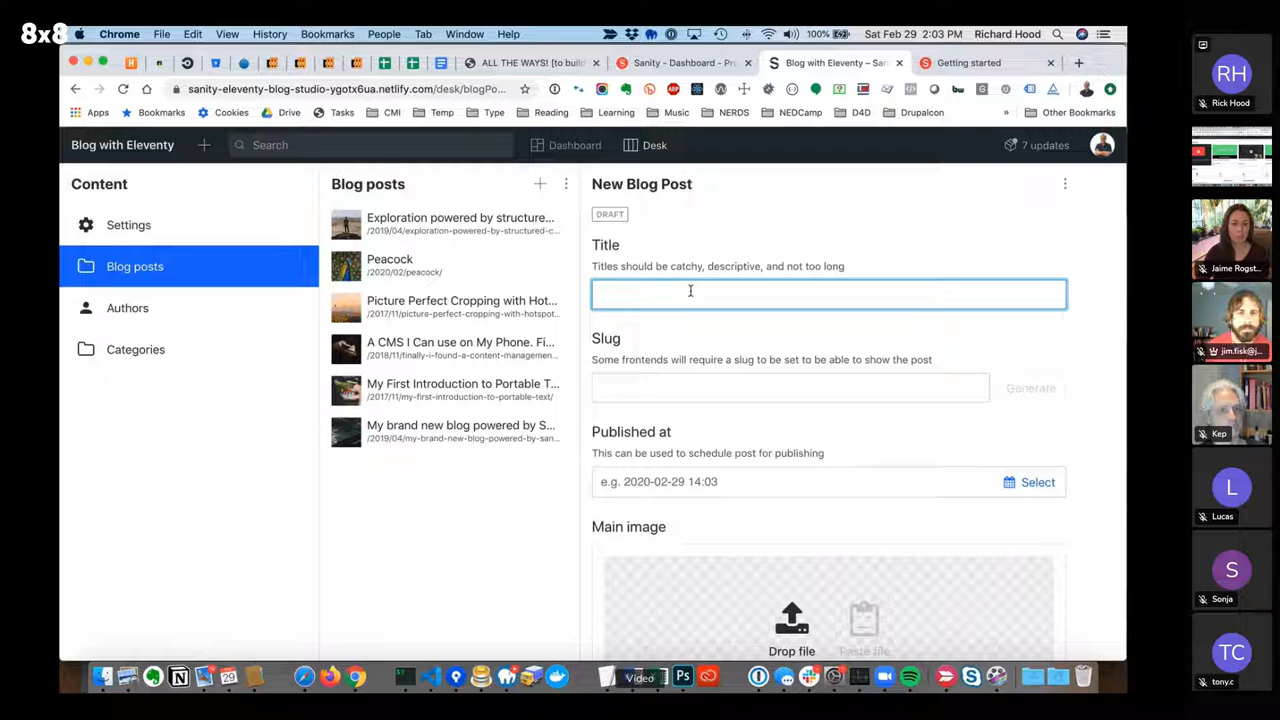 8x8
Chrome File Edit View History Bookmarks People Tab Window Help
100% Sat Feb 29 2:03 PM Richard Hood
ALL THE WAYS! [to build
Sanity - Dashboard - Pro
Blog with Eleventy – San
Getting started
sanity-eleventy-blog-studio-ygotx6ua.netlify.com/desk/blogPo...
Apps Bookmarks Cookies Drive Tasks CMI Temp Type Reading Learning Music NERDS NEDCamp D4D Drupalcon » Other Bookmarks
Blog with Eleventy
Search
Dashboard
Desk
7 updates
Content
Settings
Blog posts
Authors
Categories
Blog posts
Exploration powered by structure...
/2019/04/exploration-powered-by-structured-c...
Peacock
/2020/02/peacock/
Picture Perfect Cropping with Hot...
/2017/11/picture-perfect-cropping-with-hotspot...
A CMS I Can use on My Phone. Fi...
/2018/11/finally-i-found-a-content-managemen...
My First Introduction to Portable T...
/2017/11/my-first-introduction-to-portable-text/
My brand new blog powered by S...
/2019/04/my-brand-new-blog-powered-by-san...
New Blog Post
DRAFT
Title
Titles should be catchy, descriptive, and not too long
Slug
Some frontends will require a slug to be set to be able to show the post
Generate
Published at
This can be used to schedule post for publishing
e.g. 2020-02-29 14:03
Select
Main image
Drop file
Paste file
29
Video
Ps
RH
Rick Hood
Jaime Rogst...
jim.fisk@j...
Kep
L
Lucas
S
Sonja
TC
tony.c